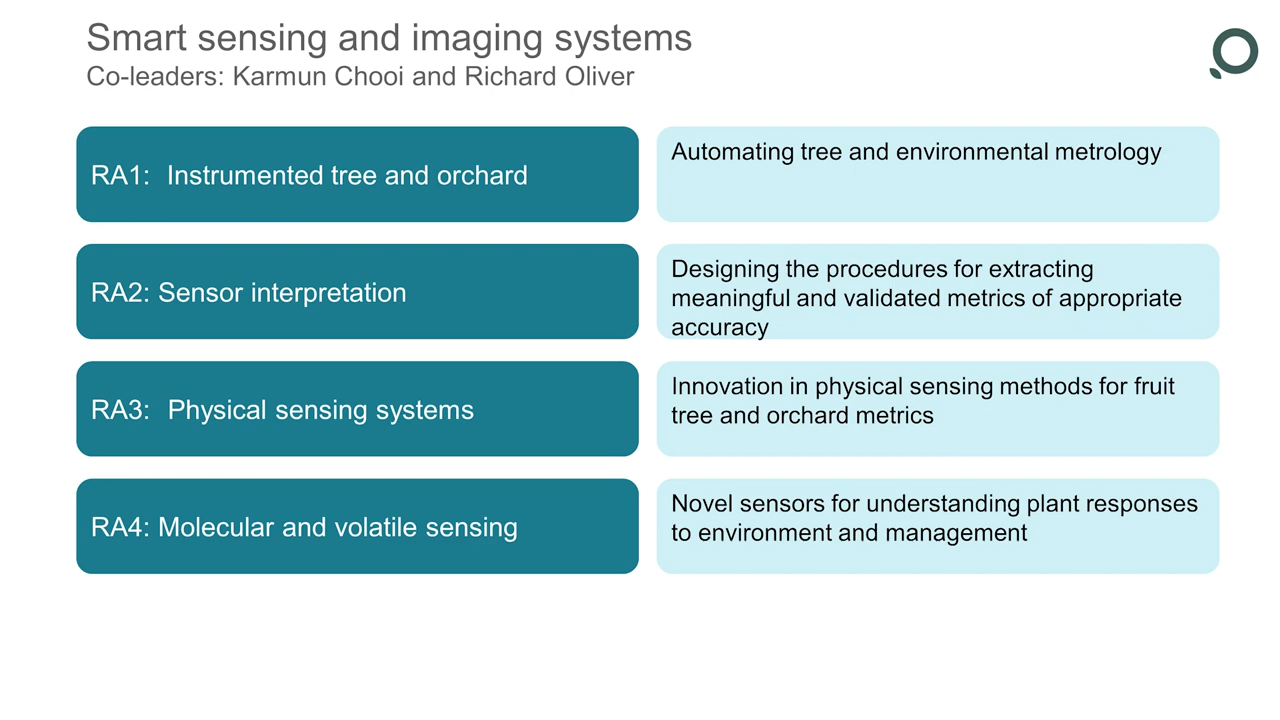 Smart sensing and imaging systems
Co-leaders: Karmun Chooi and Richard Oliver
RA1: Instrumented tree and orchard
Automating tree and environmental metrology
RA2: Sensor interpretation
Designing the procedures for extracting
meaningful and validated metrics of appropriate
accuracy
RA3: Physical sensing systems
Innovation in physical sensing methods for fruit
tree and orchard metrics
RA4: Molecular and volatile sensing
Novel sensors for understanding plant responses
to environment and management